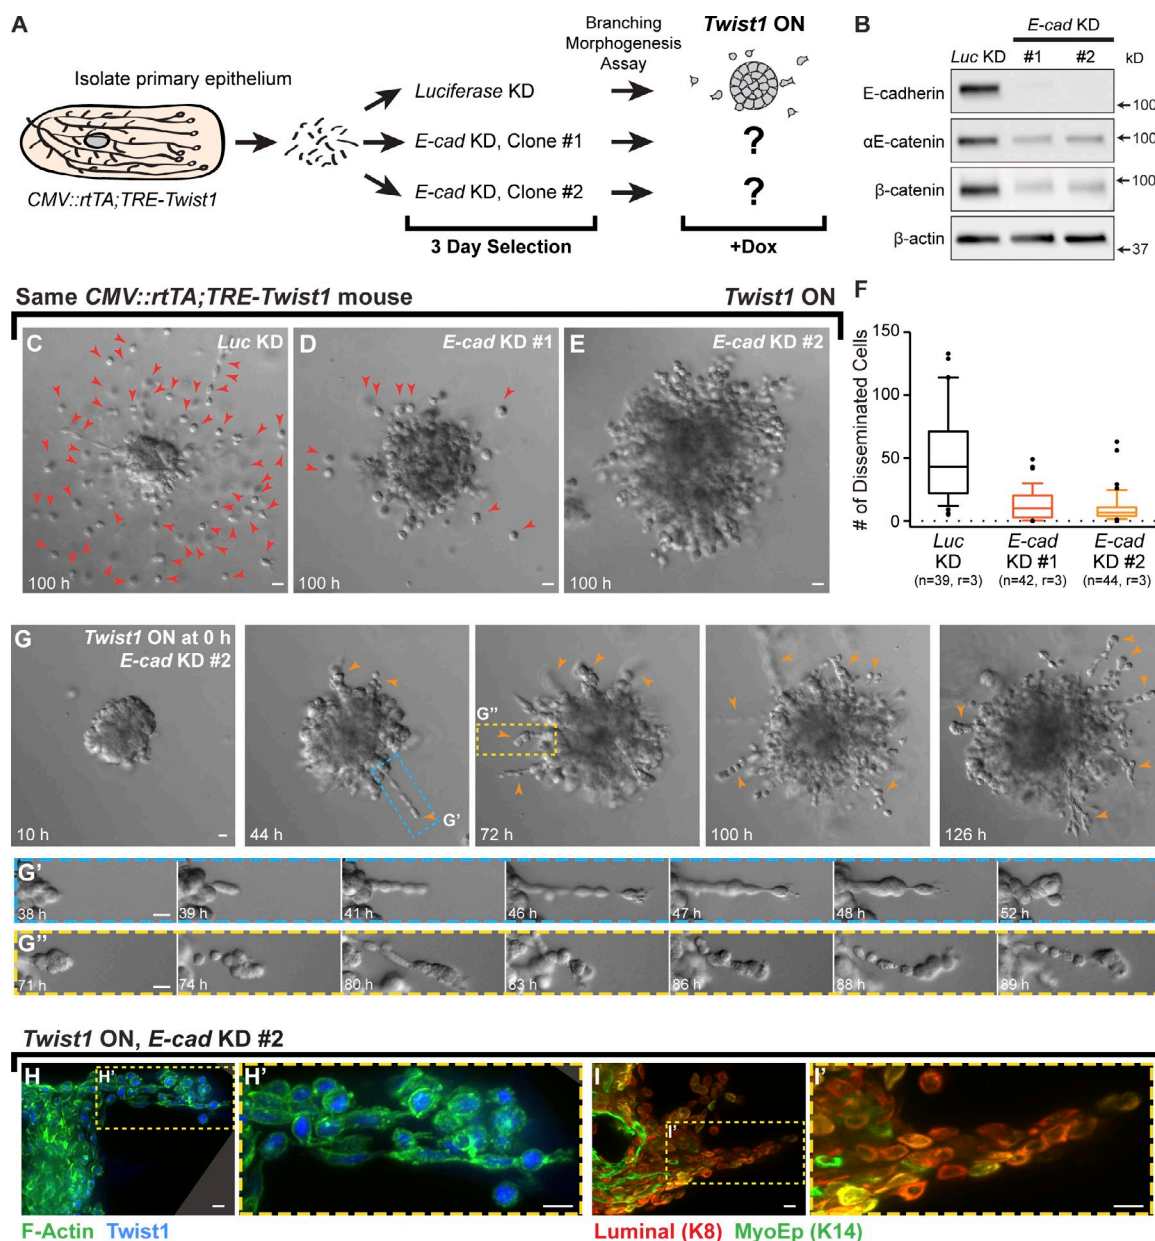 A
Isolate primary epithelium
CMV::rtTA;TRE-Twist1
Luciferase KD
E-cad KD, Clone #1
E-cad KD, Clone #2
3 Day Selection
Branching
Morphogenesis
Assay
Twist1 ON
?
?
+Dox
B
E-cad KD
Luc KD #1 #2 kD
E-cadherin
100
αE-catenin
100
β-catenin
100
β-actin
37
Same CMV::rtTA;TRE-Twist1 mouse Twist1 ON
C Luc KD
100 h
D E-cad KD #1
100 h
E E-cad KD #2
100 h
F
# of Disseminated Cells
150
100
50
0
Luc
KD
(n=39, r=3)
E-cad
KD #1
(n=42, r=3)
E-cad
KD #2
(n=44, r=3)
G Twist1 ON at 0 h
E-cad KD #2
10 h
G'
44 h
G''
72 h
100 h
126 h
G'
38 h 39 h 41 h 46 h 47 h 48 h 52 h
G''
71 h 74 h 80 h 83 h 86 h 88 h 89 h
Twist1 ON, E-cad KD #2
H H'
H'
I I'
I'
F-Actin Twist1
Luminal (K8) MyoEp (K14)